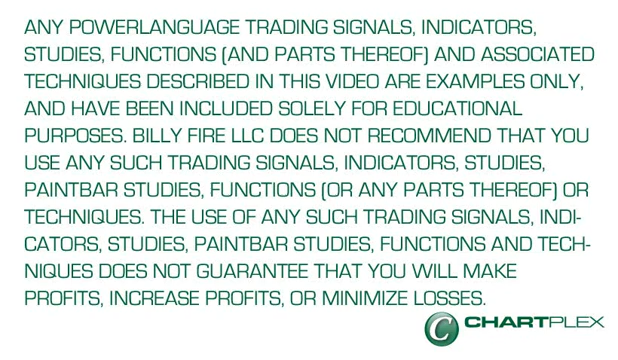 ANY POWERLANGUAGE TRADING SIGNALS, INDICATORS,
STUDIES, FUNCTIONS (AND PARTS THEREOF) AND ASSOCIATED
TECHNIQUES DESCRIBED IN THIS VIDEO ARE EXAMPLES ONLY,
AND HAVE BEEN INCLUDED SOLELY FOR EDUCATIONAL
PURPOSES. BILLY FIRE LLC DOES NOT RECOMMEND THAT YOU
USE ANY SUCH TRADING SIGNALS, INDICATORS, STUDIES,
PAINTBAR STUDIES, FUNCTIONS (OR ANY PARTS THEREOF) OR
TECHNIQUES. THE USE OF ANY SUCH TRADING SIGNALS, INDI-
CATORS, STUDIES, PAINTBAR STUDIES, FUNCTIONS AND TECH-
NIQUES DOES NOT GUARANTEE THAT YOU WILL MAKE
PROFITS, INCREASE PROFITS, OR MINIMIZE LOSSES.
C CHARTPLEX